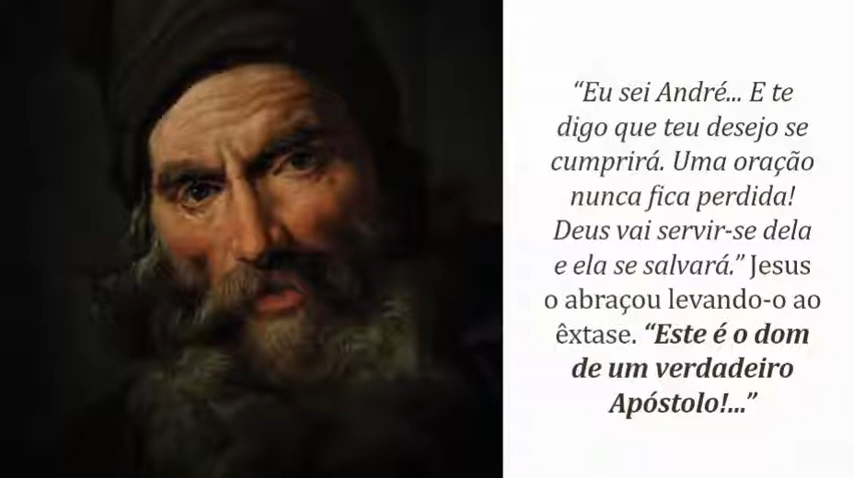 “Eu sei André... E te
digo que teu desejo se
cumprirá. Uma oração
nunca fica perdida!
Deus vai servir-se dela
e ela se salvará.” Jesus
o abraçou levando-o ao
êxtase. “Este é o dom
de um verdadeiro
Apóstolo!...”